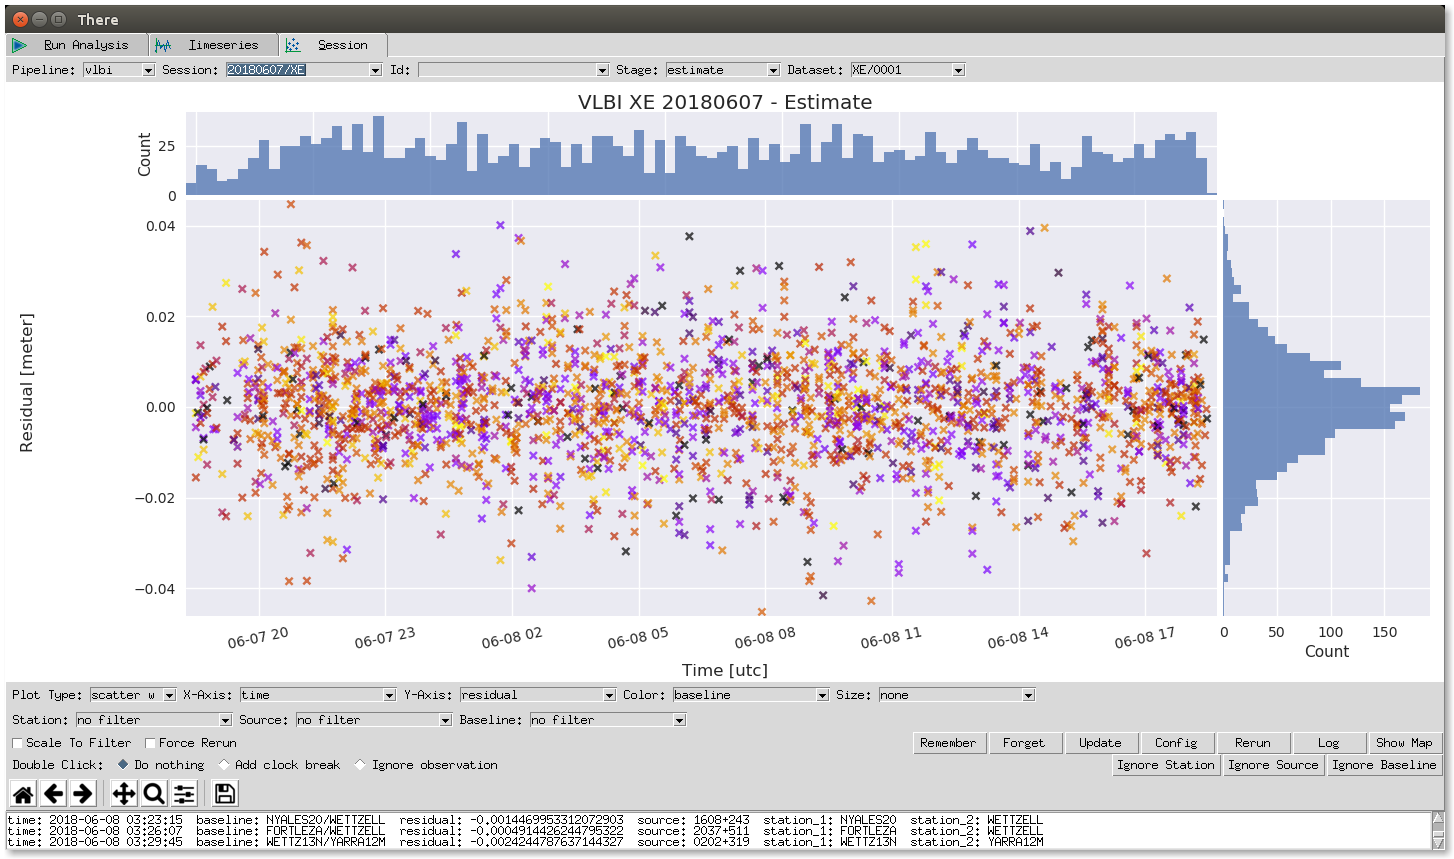 There
Run Analysis Timeseries Session
Pipeline: vlbi Session: 20180607/XE Id: Stage: estimate Dataset: XE/0001
VLBI XE 20180607 - Estimate
Count
25
0
0.04
0.02
0.00
−0.02
−0.04
Residual [meter]
06-07 20 06-07 23 06-08 02 06-08 05 06-08 08 06-08 11 06-08 14 06-08 17
Time [utc]
0 50 100 150
Count
Plot Type: scatter w X-Axis: time Y-Axis: residual Color: baseline Size: none
Station: no filter Source: no filter Baseline: no filter
Scale To Filter Force Rerun Remember Forget Update Config Rerun Log Show Map
Double Click: Do nothing Add clock break Ignore observation Ignore Station Ignore Source Ignore Baseline
time: 2018-06-08 03:23:15 baseline: NYALES20/WETTZELL residual: -0.0014469953312072903 source: 1608+243 station_1: NYALES20 station_2: WETTZELL
time: 2018-06-08 03:26:07 baseline: FORTLEZA/WETTZELL residual: -0.0004914426244795322 source: 2037+511 station_1: FORTLEZA station_2: WETTZELL
time: 2018-06-08 03:29:45 baseline: WETTZ13N/YARRA12M residual: -0.0024244787637144327 source: 0202+319 station_1: WETTZ13N station_2: YARRA12M